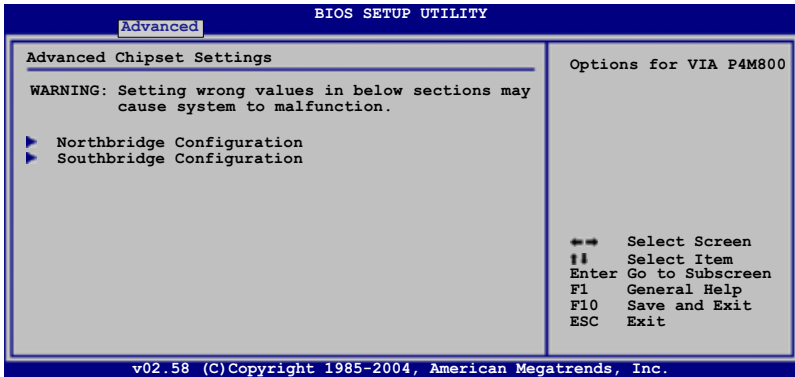 BIOS SETUP UTILITY
Advanced
Advanced Chipset Settings
WARNING: Setting wrong values in below sections may
cause system to malfunction.
Northbridge Configuration
Southbridge Configuration
Options for VIA P4M800
Select Screen
Select Item
Enter Go to Subscreen
F1 General Help
F10 Save and Exit
ESC Exit
v02.58 (C)Copyright 1985-2004, American Megatrends, Inc.